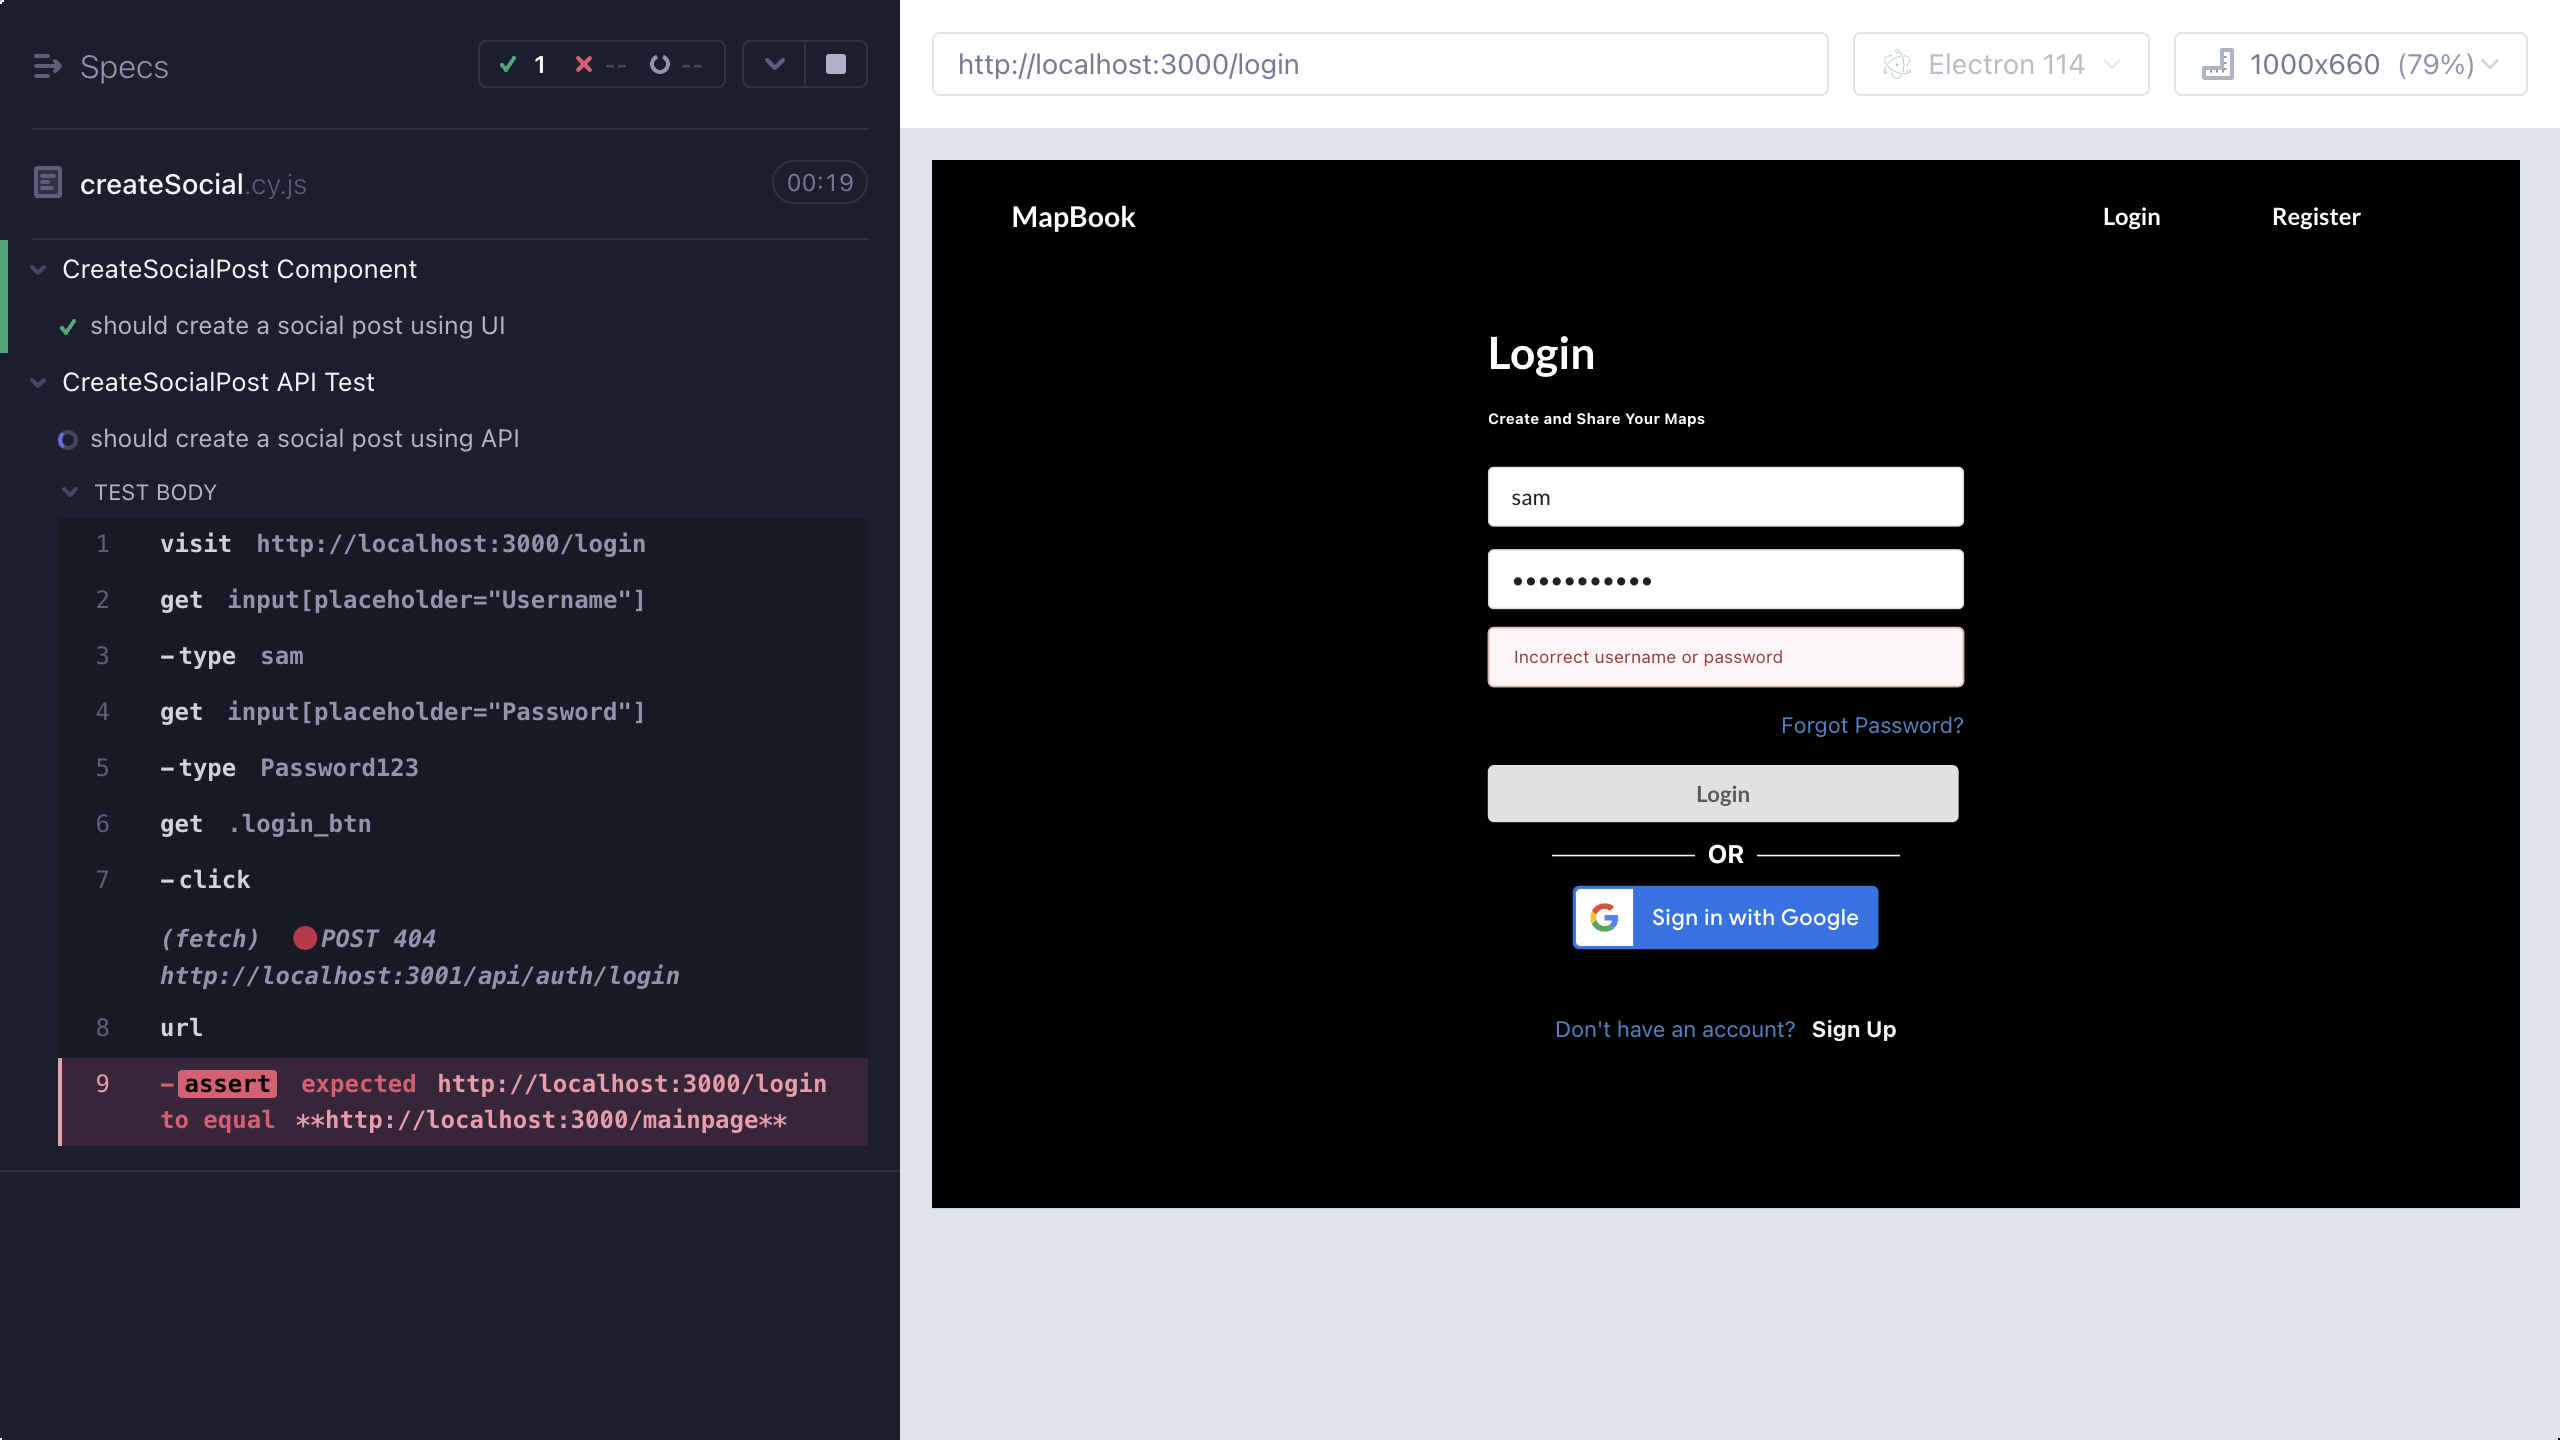 Specs
1
--
--
createSocial.cy.js
00:19
CreateSocialPost Component
should create a social post using UI
CreateSocialPost API Test
should create a social post using API
TEST BODY
1 visit http://localhost:3000/login
2 get input[placeholder="Username"]
3 -type sam
4 get input[placeholder="Password"]
5 -type Password123
6 get .login_btn
7 -click
(fetch) POST 404
http://localhost:3001/api/auth/login
8 url
9 -assert expected http://localhost:3000/login
to equal **http://localhost:3000/mainpage**
http://localhost:3000/login
Electron 114
1000x660 (79%)
MapBook
Login
Register
Login
Create and Share Your Maps
sam
•••••••••••
Incorrect username or password
Forgot Password?
Login
OR
Sign in with Google
Don't have an account? Sign Up